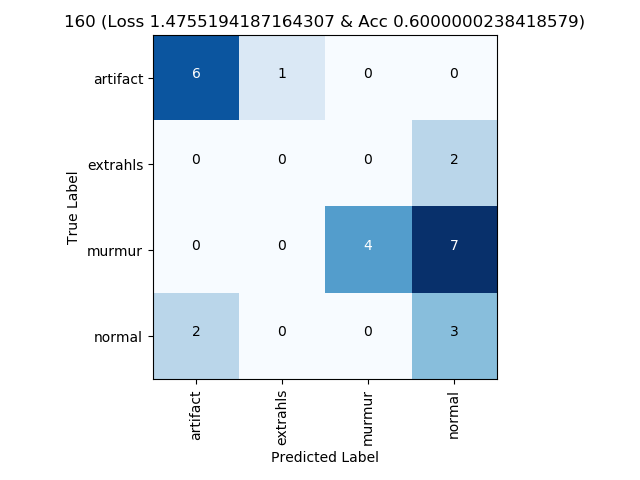 160 (Loss 1.4755194187164307 & Acc 0.6000000238418579)
True Label
artifact 6 1 0 0
extrahls 0 0 0 2
murmur 0 0 4 7
normal 2 0 0 3
artifact extrahls murmur normal
Predicted Label